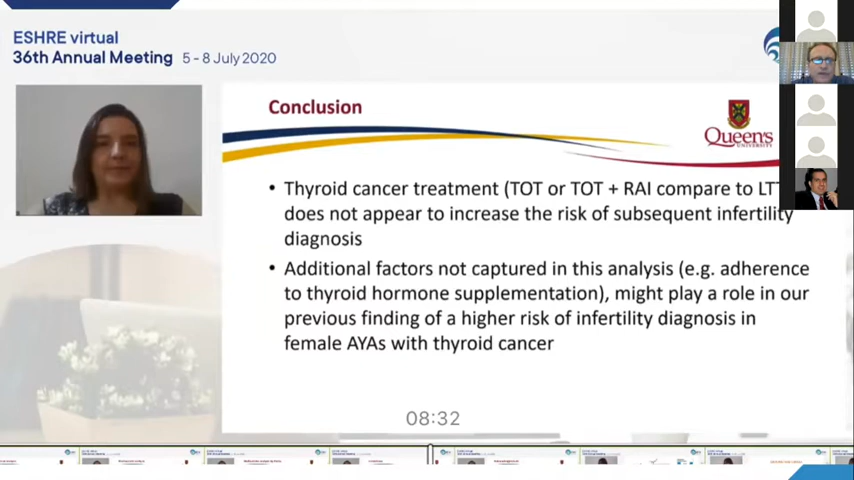 ESHRE virtual
36th Annual Meeting 5 - 8 July 2020
Conclusion
Queen's
UNIVERSITY
• Thyroid cancer treatment (TOT or TOT + RAI compare to LT
does not appear to increase the risk of subsequent infertility
diagnosis
• Additional factors not captured in this analysis (e.g. adherence
to thyroid hormone supplementation), might play a role in our
previous finding of a higher risk of infertility diagnosis in
female AYAs with thyroid cancer
08:32